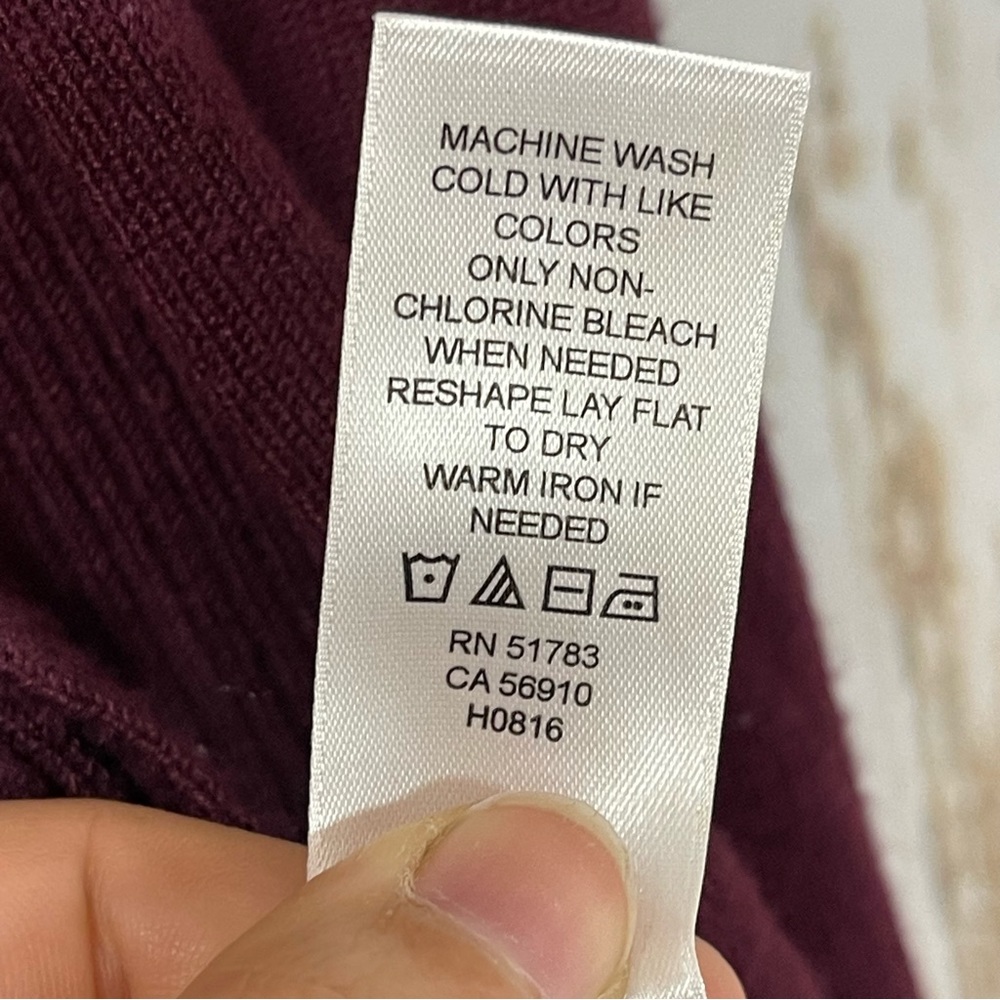 MACHINE WASH
COLD WITH LIKE
COLORS
ONLY NON-
CHLORINE BLEACH
WHEN NEEDED
RESHAPE LAY FLAT
TO DRY
WARM IRON IF
NEEDED
RN 51783
CA 56910
H0816